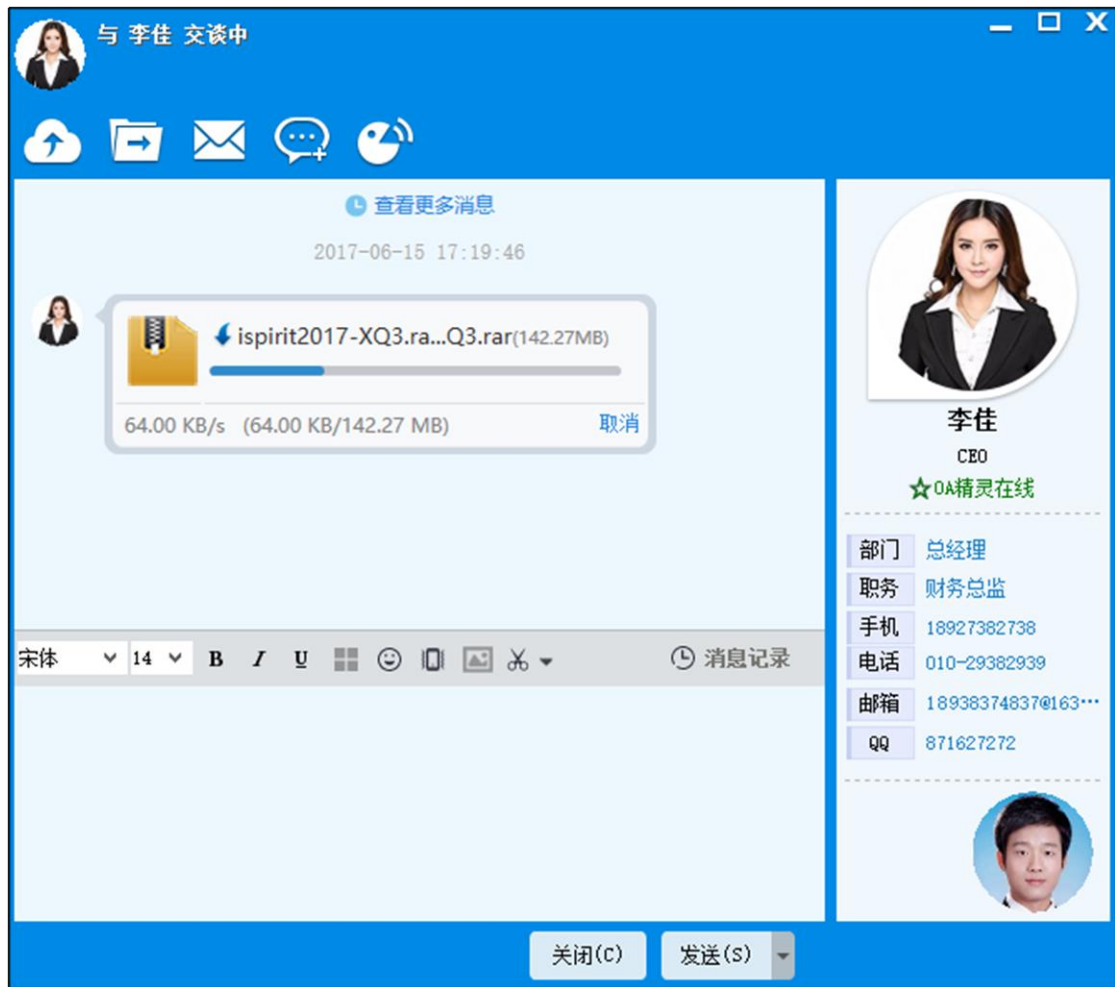 与 李佳 交谈中
查看更多消息
2017-06-15 17:19:46
ispirit2017-XQ3.ra...Q3.rar(142.27MB)
64.00 KB/s (64.00 KB/142.27 MB) 取消
宋体 14 B I U 消息记录
关闭(C) 发送(S)
李佳
CEO
OA精灵在线
部门 总经理
职务 财务总监
手机 18927382738
电话 010-29382939
邮箱 18938374837@163···
QQ 871627272